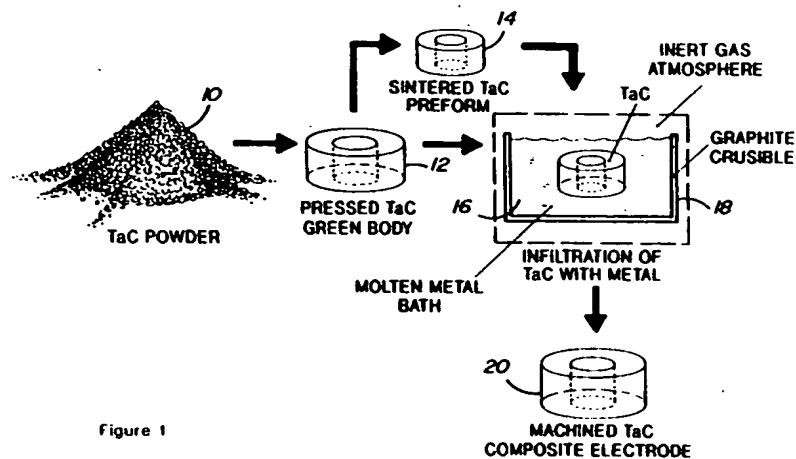 14
INERT GAS
ATMOSPHERE
10
SINTERED TaC
PREFORM
TaC
GRAPHITE
CRUSIBLE
12
16
18
PRESSED TaC
GREEN BODY
TaC POWDER
INFILTRATION OF
TaC WITH METAL
MOLTEN METAL
BATH
20
Figure 1
MACHINED TaC
COMPOSITE ELECTRODE